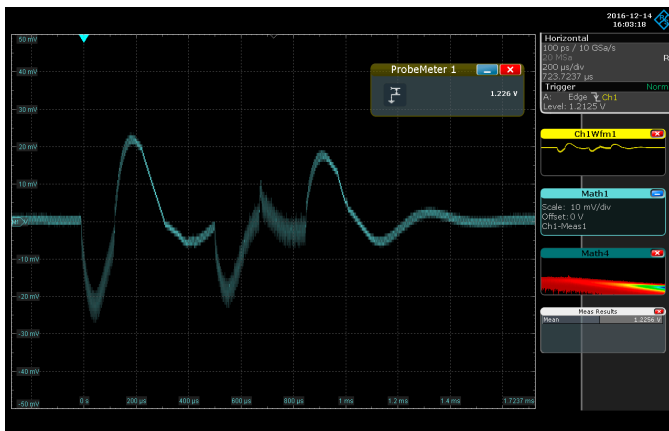 2016-12-14
16:03:18
Horizontal
100 ps / 10 GSa/s
20 MSa R
200 µs/div
723.7237 µs
Trigger Norm
A: Edge Ch1
Level: 1.2125 V
50 mV
40 mV
30 mV
20 mV
10 mV
-10 mV
-20 mV
-30 mV
-40 mV
-50 mV
0 s 200 µs 400 µs 600 µs 800 µs 1 ms 1.2 ms 1.4 ms 1.7237 ms
ProbeMeter 1
1.226 V
Ch1Wfm1
Math1
Scale: 10 mV/div
Offset: 0 V
Ch1-Meas1
Math4
Meas Results
Mean 1.2256 V